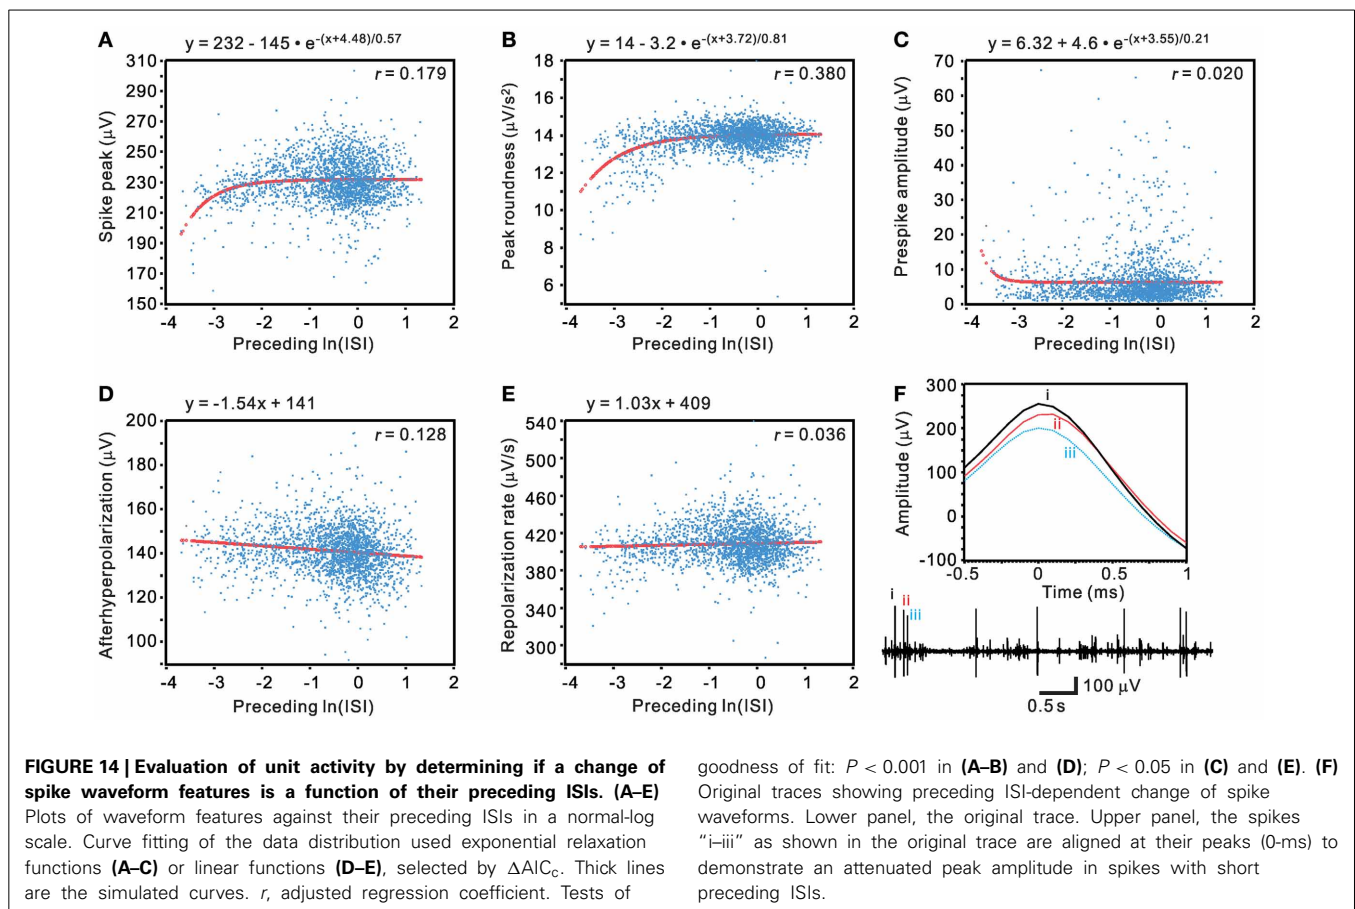 A
y = 232 - 145 • e-(x+4.48)/0.57
r = 0.179
Spike peak (μV)
310
290
270
250
230
210
190
170
150
-4 -3 -2 -1 0 1 2
Preceding ln(ISI)
B
y = 14 - 3.2 • e-(x+3.72)/0.81
r = 0.380
Peak roundness (μV/s2)
18
16
14
12
10
8
6
-4 -3 -2 -1 0 1 2
Preceding ln(ISI)
C
y = 6.32 + 4.6 • e-(x+3.55)/0.21
r = 0.020
Prespike amplitude (μV)
70
60
50
40
30
20
10
0
-4 -3 -2 -1 0 1 2
Preceding ln(ISI)
D
y = -1.54x + 141
r = 0.128
Afterhyperpolarization (μV)
200
180
160
140
120
100
-4 -3 -2 -1 0 1 2
Preceding ln(ISI)
E
y = 1.03x + 409
r = 0.036
Repolarization rate (μV/s)
540
500
460
420
380
340
300
-4 -3 -2 -1 0 1 2
Preceding ln(ISI)
F
Amplitude (μV)
300
200
100
0
-100
i
ii
iii
-0.5 0 0.5 1
Time (ms)
i
ii
iii
100 μV
0.5 s
FIGURE 14 | Evaluation of unit activity by determining if a change of
spike waveform features is a function of their preceding ISIs. (A–E)
Plots of waveform features against their preceding ISIs in a normal-log
scale. Curve fitting of the data distribution used exponential relaxation
functions (A–C) or linear functions (D–E), selected by ΔAICc. Thick lines
are the simulated curves. r, adjusted regression coefficient. Tests of
goodness of fit: P < 0.001 in (A–B) and (D); P < 0.05 in (C) and (E). (F)
Original traces showing preceding ISI-dependent change of spike
waveforms. Lower panel, the original trace. Upper panel, the spikes
“i–iii” as shown in the original trace are aligned at their peaks (0-ms) to
demonstrate an attenuated peak amplitude in spikes with short
preceding ISIs.